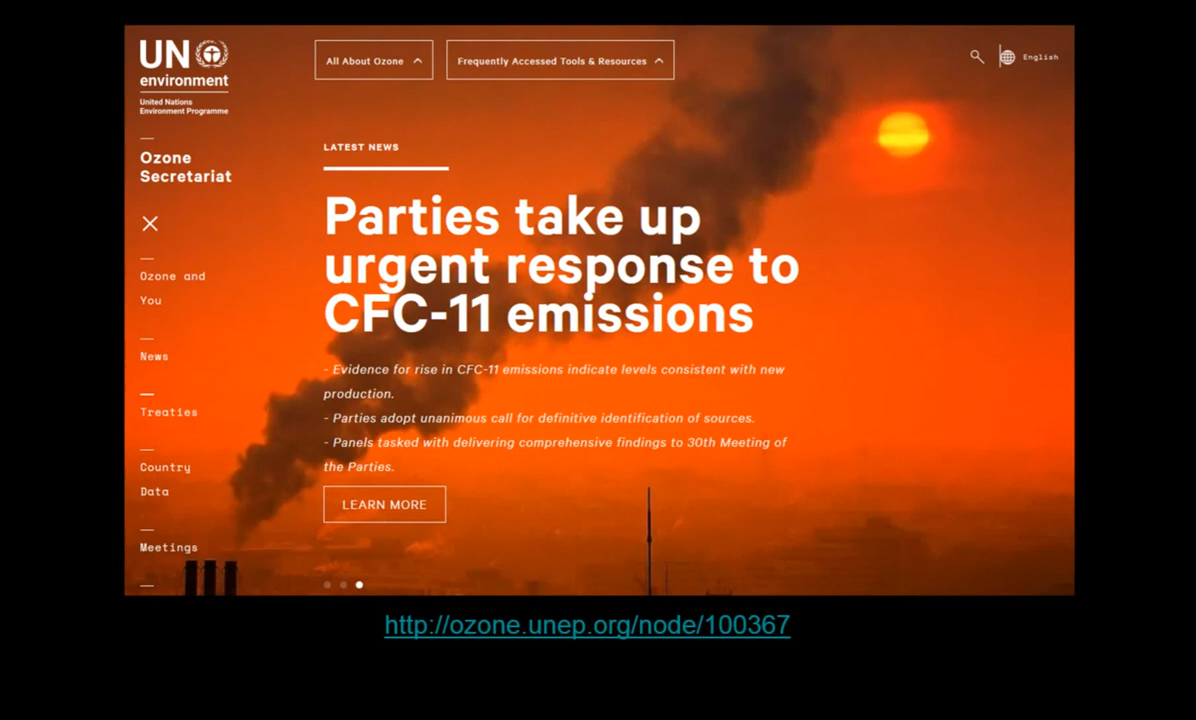 UN
environment
United Nations
Environment Programme
All About Ozone
Frequently Accessed Tools & Resources
English
Ozone
Secretariat
Ozone and
You
News
Treaties
Country
Data
Meetings
LATEST NEWS
Parties take up
urgent response to
CFC-11 emissions
- Evidence for rise in CFC-11 emissions indicate levels consistent with new
production.
- Parties adopt unanimous call for definitive identification of sources.
- Panels tasked with delivering comprehensive findings to 30th Meeting of
the Parties.
LEARN MORE
http://ozone.unep.org/node/100367